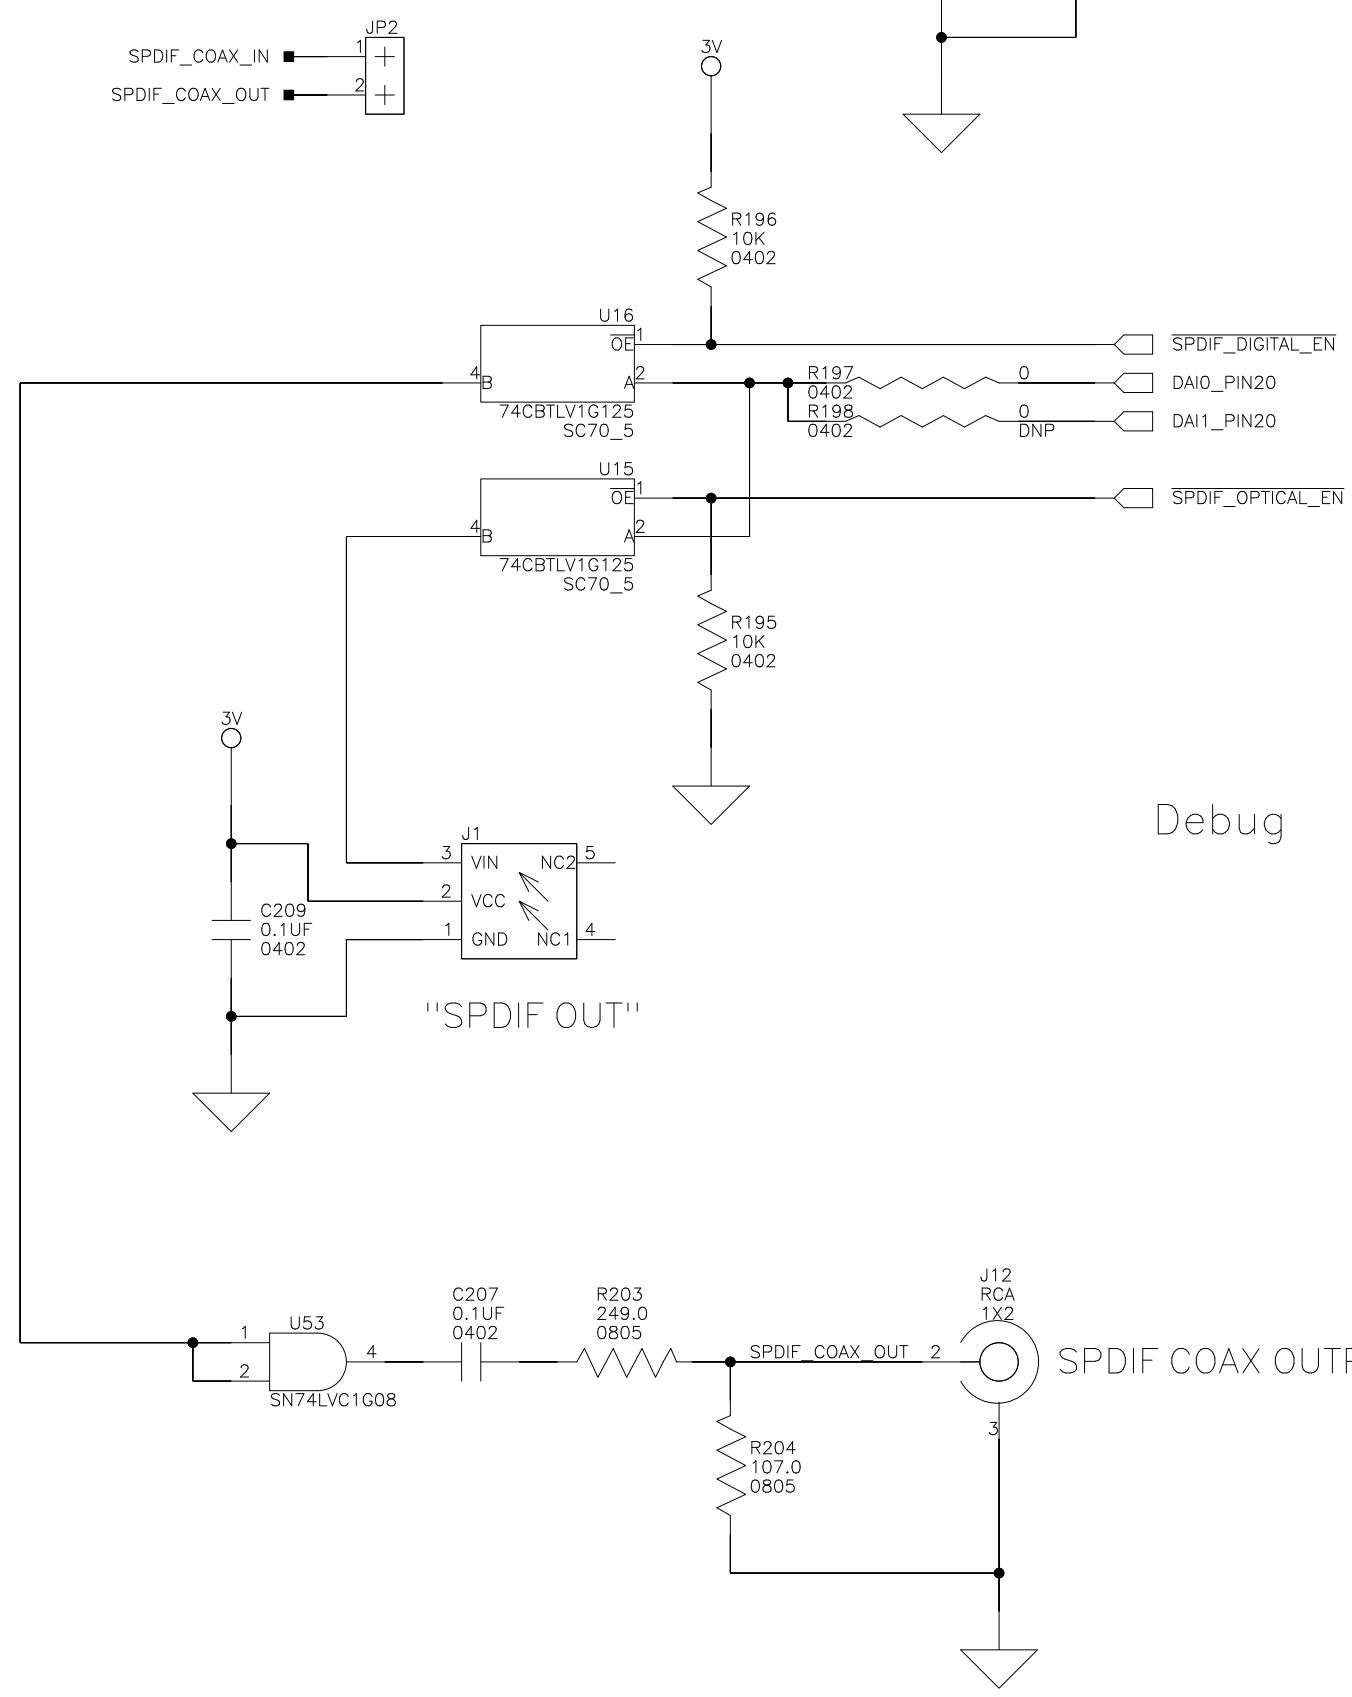 JP2
SPDIF_COAX_IN 1
SPDIF_COAX_OUT 2
3V
R196
10K
0402
U16
OE 1
SPDIF_DIGITAL_EN
4 B
A 2
R197 0
0402
DAI0_PIN20
74CBTLV1G125
SC70_5
R198 0
0402 DNP
DAI1_PIN20
U15
OE 1
SPDIF_OPTICAL_EN
4 B
A 2
74CBTLV1G125
SC70_5
R195
10K
0402
3V
Debug
J1
3 VIN NC2 5
2 VCC
1 GND NC1 4
C209
0.1UF
0402
"SPDIF OUT"
J12
RCA
1X2
C207
0.1UF
0402
R203
249.0
0805
U53
1
2
4
SN74LVC1G08
SPDIF_COAX_OUT 2
SPDIF COAX OUTP
3
R204
107.0
0805